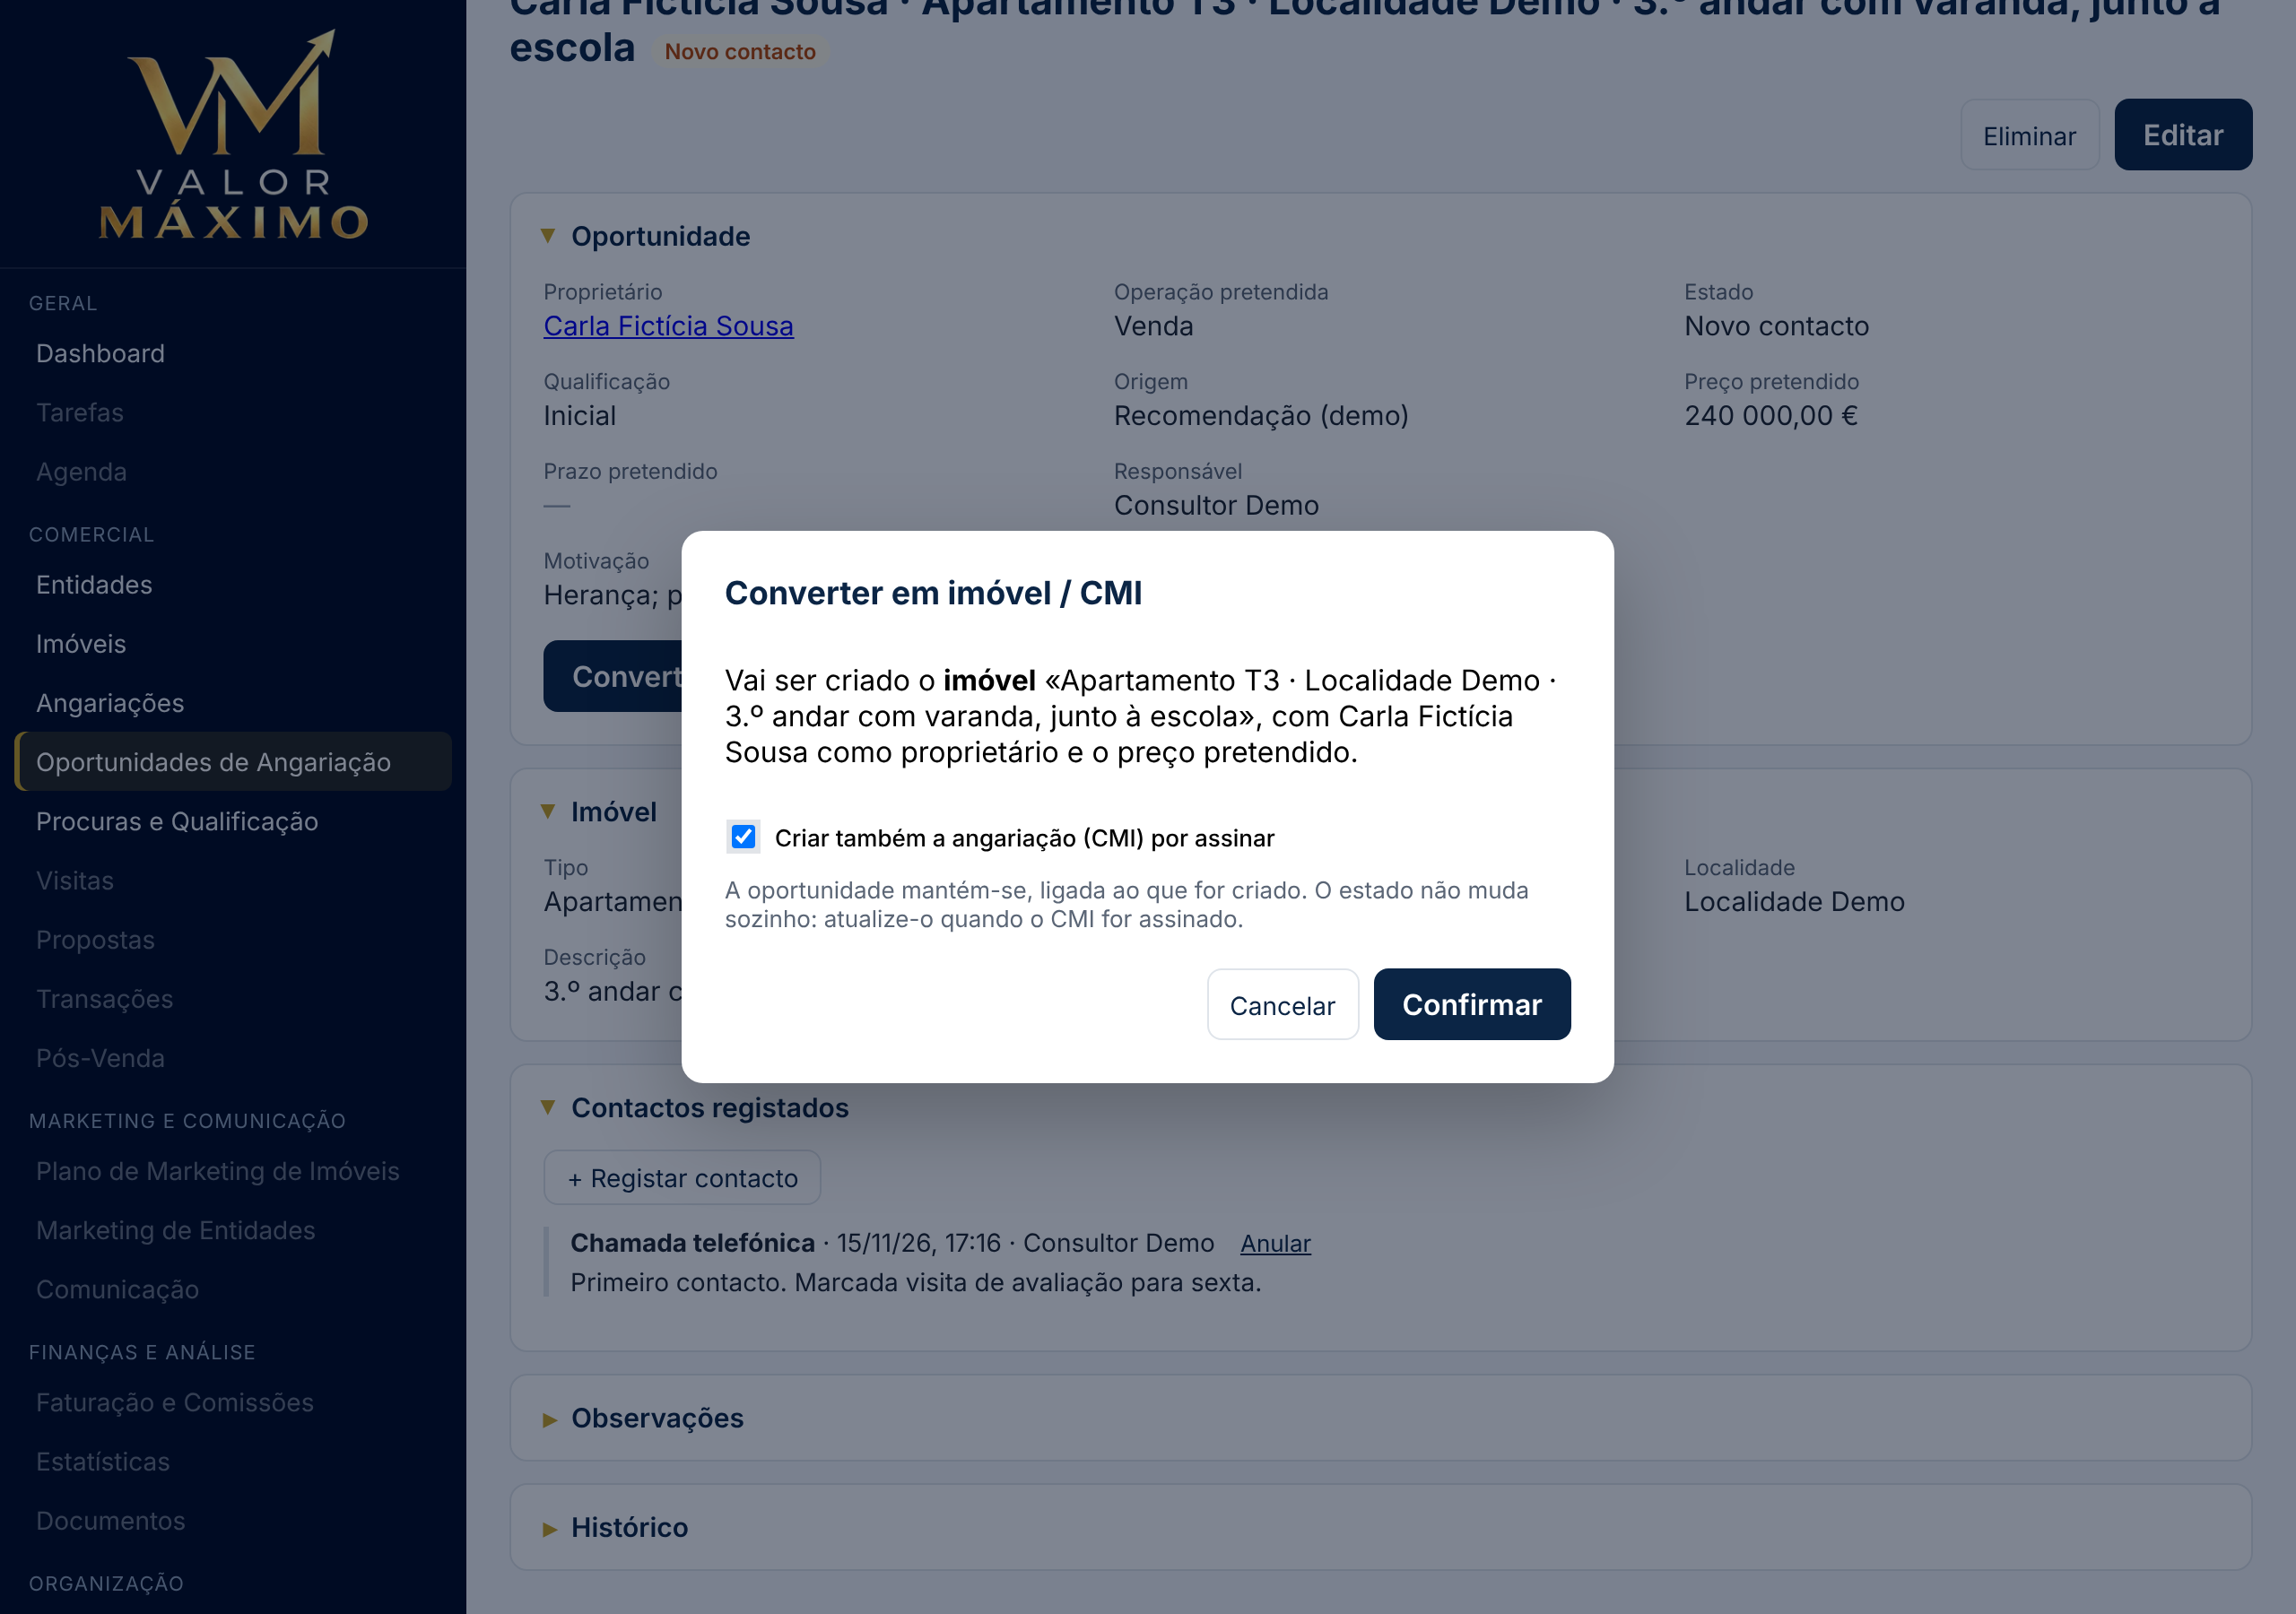 VM
VALOR
MÁXIMO
GERAL
Dashboard
Tarefas
Agenda
COMERCIAL
Entidades
Imóveis
Angariações
Oportunidades de Angariação
Procuras e Qualificação
Visitas
Propostas
Transações
Pós-Venda
MARKETING E COMUNICAÇÃO
Plano de Marketing de Imóveis
Marketing de Entidades
Comunicação
FINANÇAS E ANÁLISE
Faturação e Comissões
Estatísticas
Documentos
ORGANIZAÇÃO
Carla Fictícia Sousa · Apartamento T3 · Localidade Demo · 3.º andar com varanda, junto à
escola Novo contacto
Eliminar Editar
▼ Oportunidade
Proprietário Operação pretendida Estado
Carla Fictícia Sousa Venda Novo contacto
Qualificação Origem Preço pretendido
Inicial Recomendação (demo) 240 000,00 €
Prazo pretendido Responsável
— Consultor Demo
Motivação
Herança;
Converter em imóvel / CMI
Vai ser criado o imóvel «Apartamento T3 · Localidade Demo ·
3.º andar com varanda, junto à escola», com Carla Fictícia
Sousa como proprietário e o preço pretendido.
Criar também a angariação (CMI) por assinar
A oportunidade mantém-se, ligada ao que for criado. O estado não muda
sozinho: atualize-o quando o CMI for assinado.
Cancelar Confirmar
▼ Imóvel
Tipo Localidade
Localidade Demo
Descrição
3.º andar
▼ Contactos registados
+ Registar contacto
Chamada telefónica · 15/11/26, 17:16 · Consultor Demo Anular
Primeiro contacto. Marcada visita de avaliação para sexta.
▶ Observações
▶ Histórico